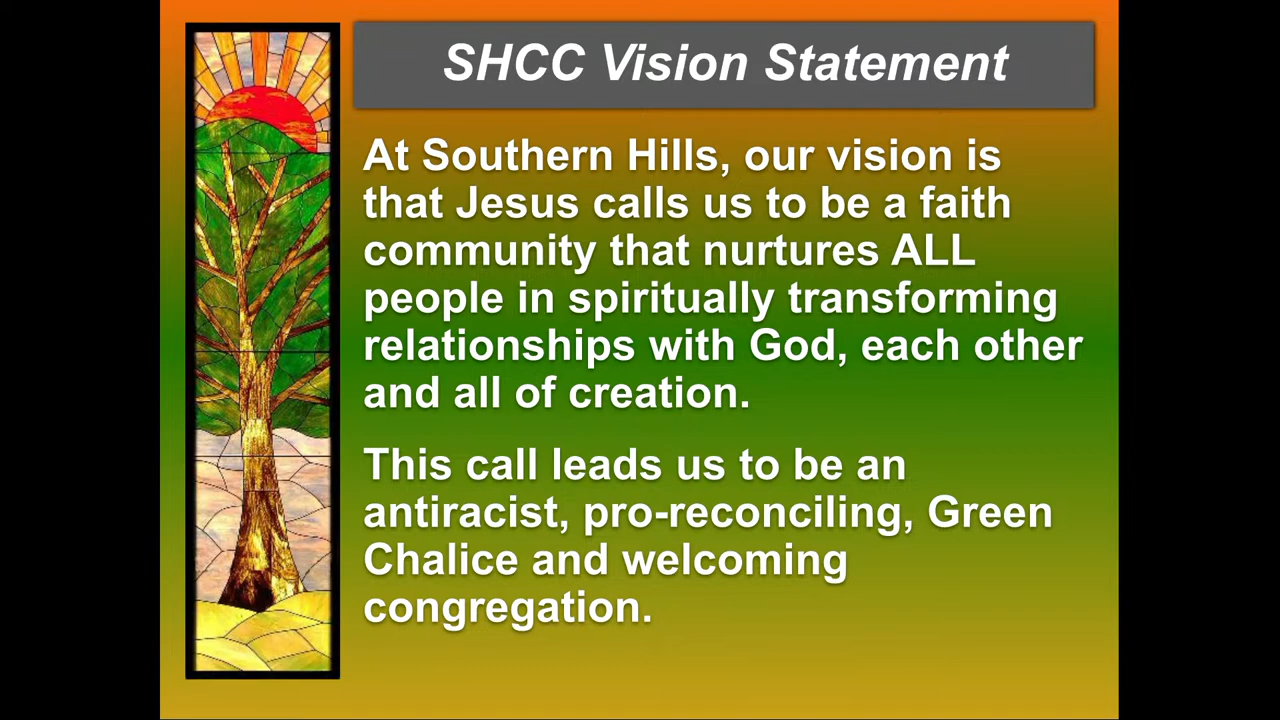 SHCC Vision Statement
At Southern Hills, our vision is
that Jesus calls us to be a faith
community that nurtures ALL
people in spiritually transforming
relationships with God, each other
and all of creation.
This call leads us to be an
antiracist, pro-reconciling, Green
Chalice and welcoming
congregation.